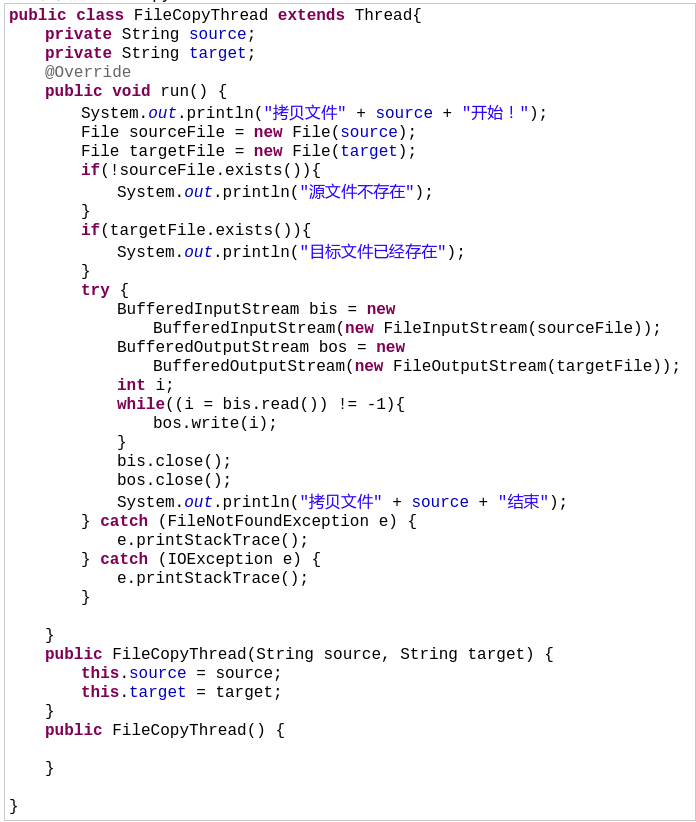 public class FileCopyThread extends Thread{
    private String source;
    private String target;
    @Override
    public void run() {
        System.out.println("拷贝文件" + source + "开始！");
        File sourceFile = new File(source);
        File targetFile = new File(target);
        if(!sourceFile.exists()){
            System.out.println("源文件不存在");
        }
        if(targetFile.exists()){
            System.out.println("目标文件已经存在");
        }
        try {
            BufferedInputStream bis = new
                BufferedInputStream(new FileInputStream(sourceFile));
            BufferedOutputStream bos = new
                BufferedOutputStream(new FileOutputStream(targetFile));
            int i;
            while((i = bis.read()) != -1){
                bos.write(i);
            }
            bis.close();
            bos.close();
            System.out.println("拷贝文件" + source + "结束");
        } catch (FileNotFoundException e) {
            e.printStackTrace();
        } catch (IOException e) {
            e.printStackTrace();
        }

    }
    public FileCopyThread(String source, String target) {
        this.source = source;
        this.target = target;
    }
    public FileCopyThread() {

    }

}